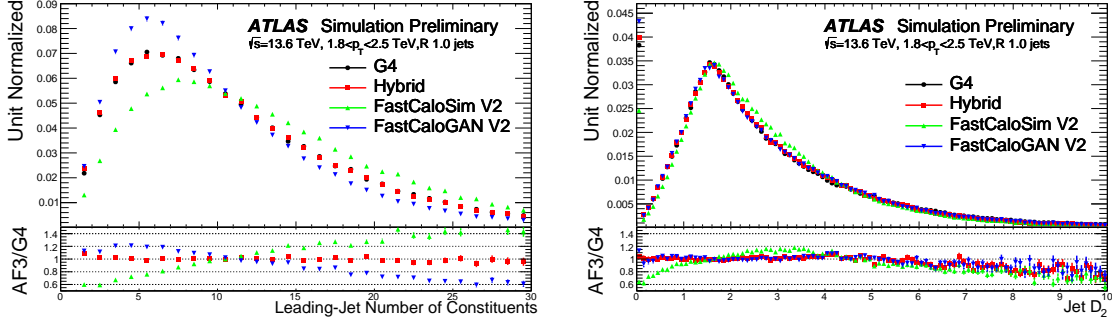 ATLAS Simulation Preliminary
√s=13.6 TeV, 1.8<p_T<2.5 TeV,R 1.0 jets
G4
Hybrid
FastCaloSim V2
FastCaloGAN V2
Unit Normalized
0.09
0.08
0.07
0.06
0.05
0.04
0.03
0.02
0.01
AF3/G4
1.4
1.2
1
0.8
0.6
0 5 10 15 20 25 30
Leading-Jet Number of Constituents
ATLAS Simulation Preliminary
√s=13.6 TeV, 1.8<p_T<2.5 TeV,R 1.0 jets
G4
Hybrid
FastCaloSim V2
FastCaloGAN V2
Unit Normalized
0.045
0.04
0.035
0.03
0.025
0.02
0.015
0.01
0.005
AF3/G4
1.4
1.2
1
0.8
0.6
0 1 2 3 4 5 6 7 8 9 10
Jet D_2